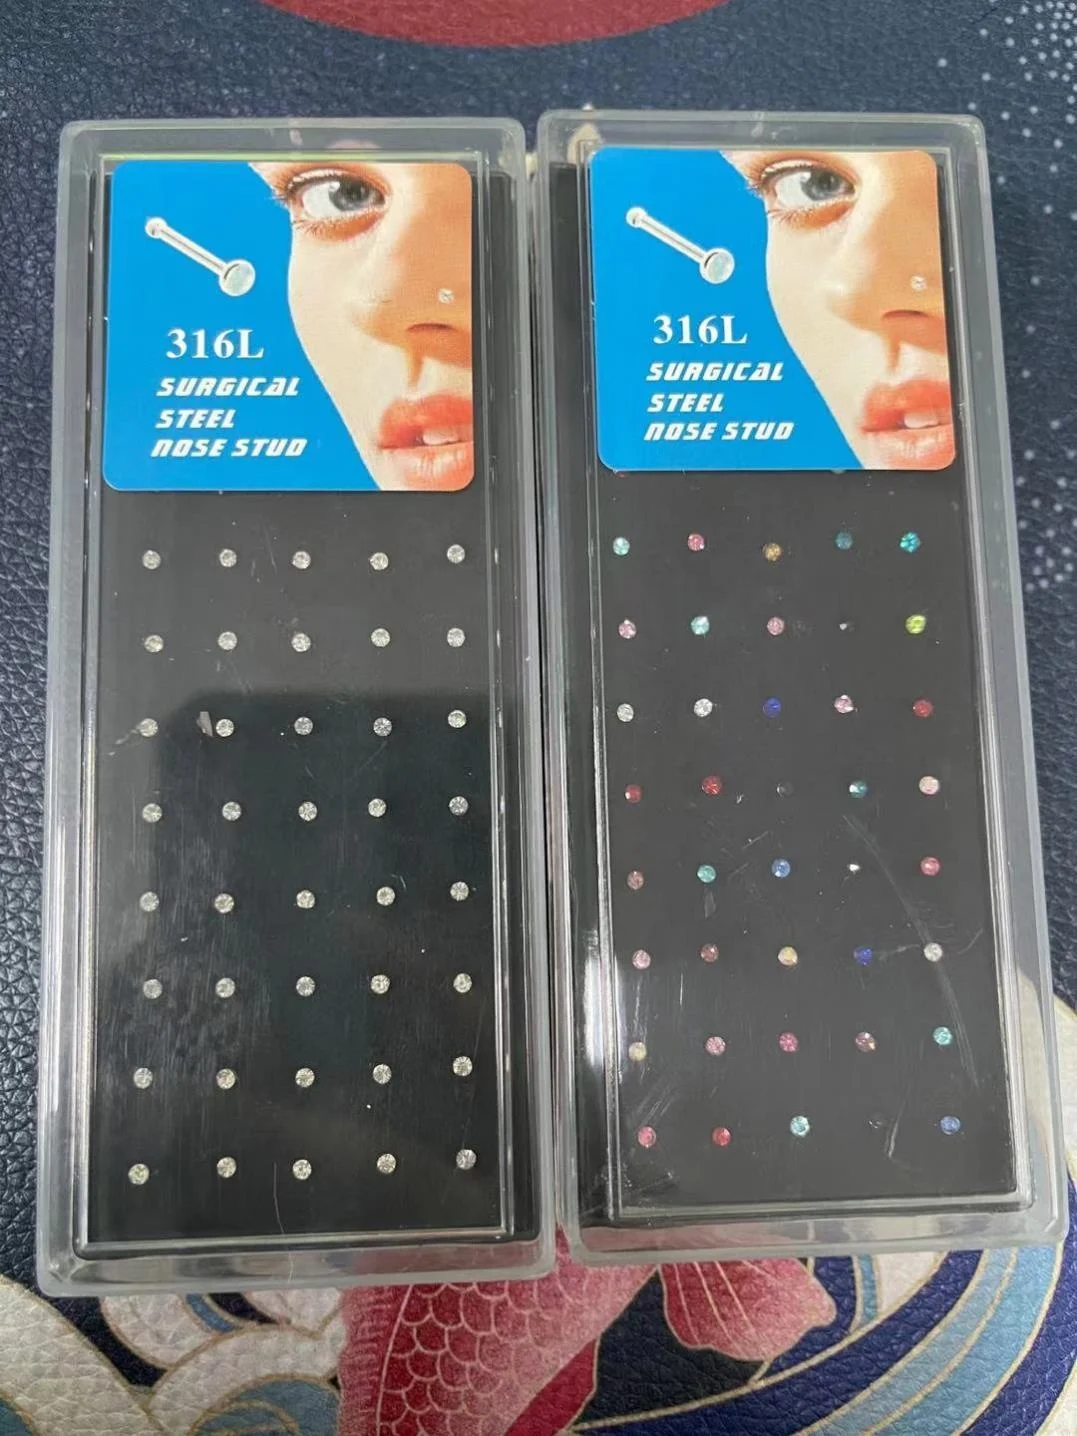 316L
SURGICAL
STEEL
NOSE STUD
316L
SURGICAL
STEEL
NOSE STUD